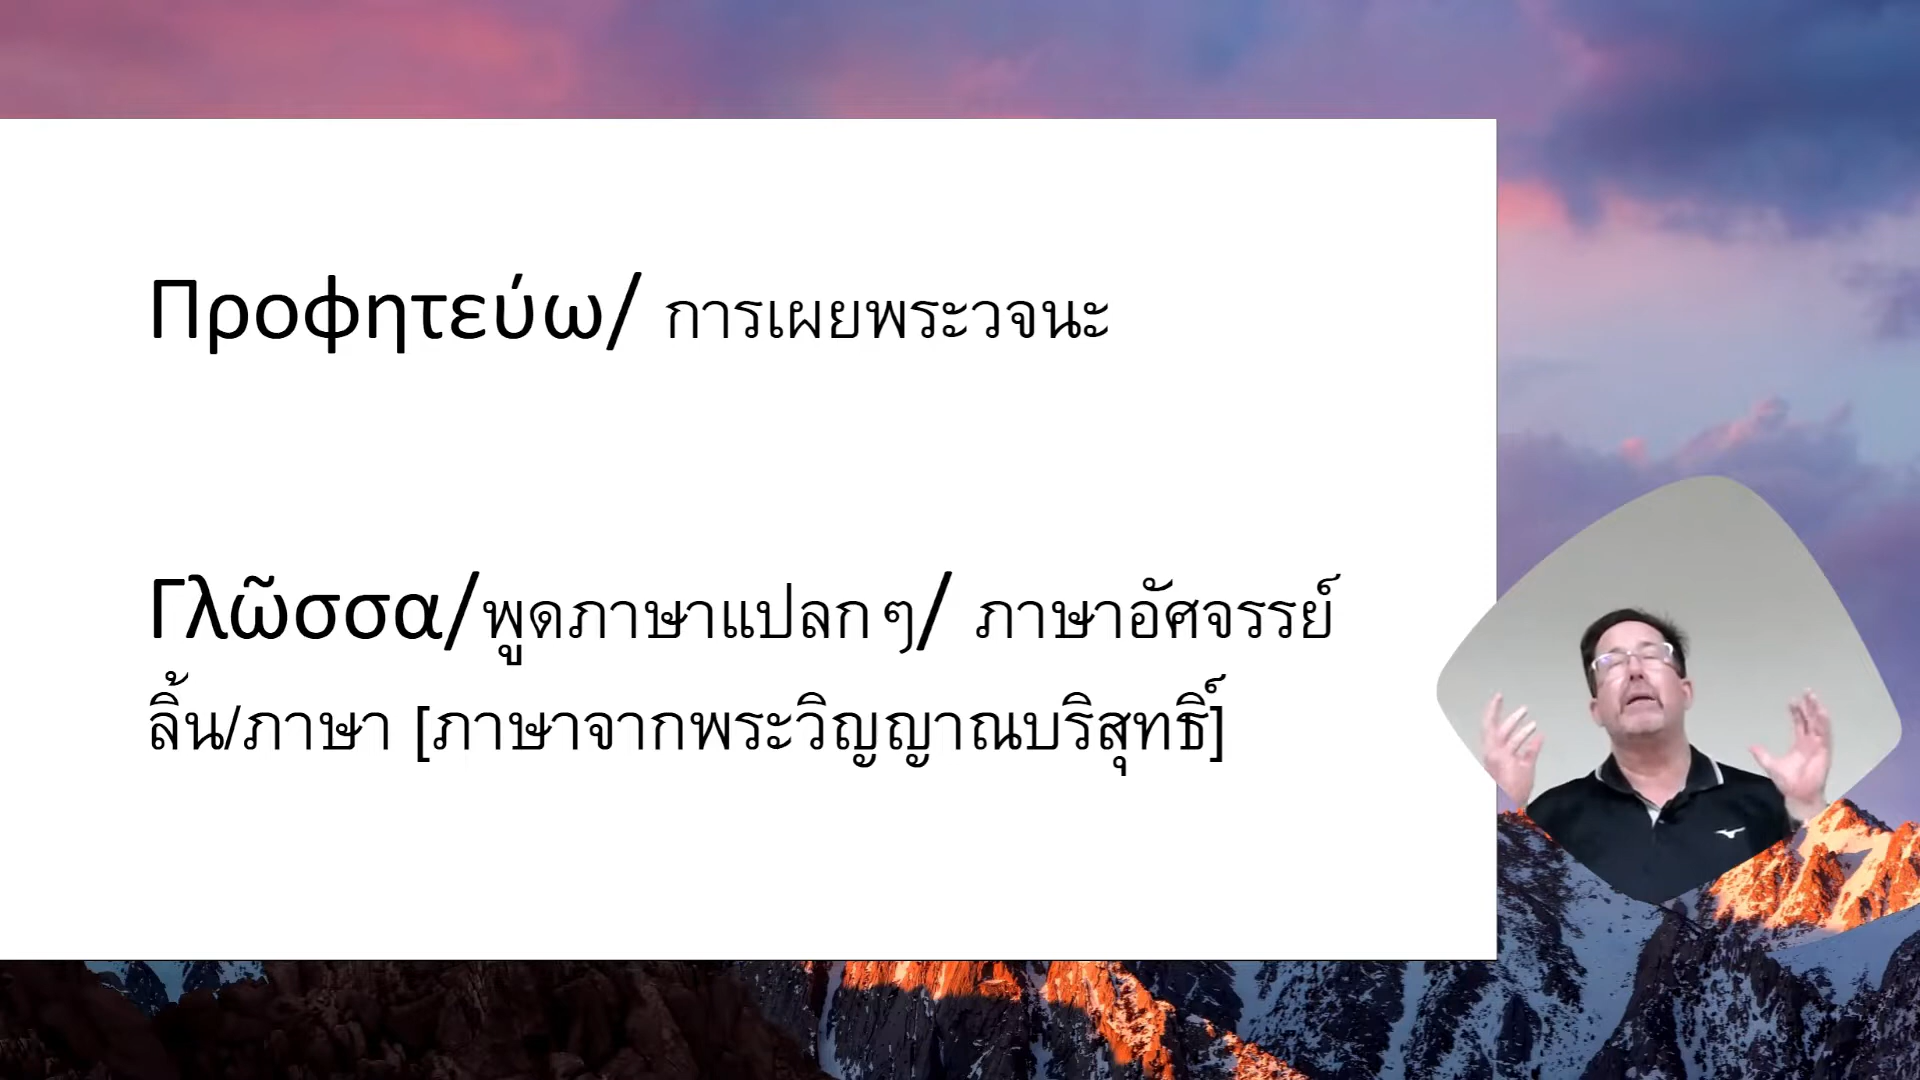 Προφητεύω/ การเผยพระวจนะ
Γλῶσσα/พูดภาษาแปลก ๆ/ ภาษาอัศจรรย์
ลิ้น/ภาษา [ภาษาจากพระวิญญาณบริสุทธิ์]